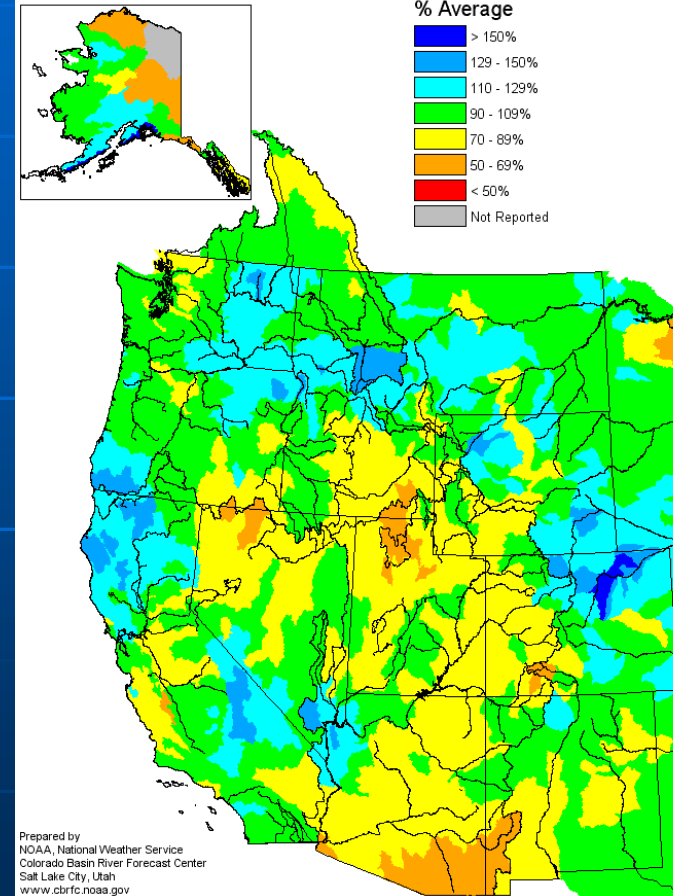 % Average
> 150%
129 - 150%
110 - 129%
90 - 109%
70 - 89%
50 - 69%
< 50%
Not Reported
Prepared by
NOAA, National Weather Service
Colorado Basin River Forecast Center
Salt Lake City, Utah
www.cbrfc.noaa.gov